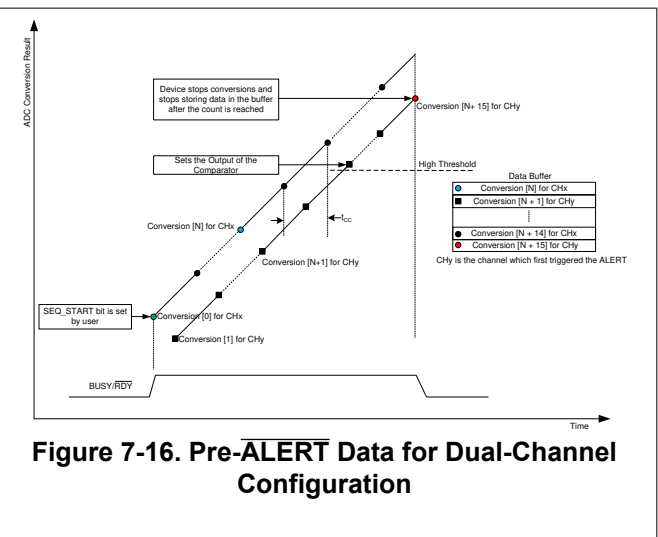 ADC Conversion Result
Device stops conversions and
stops storing data in the buffer
after the count is reached
Conversion [N+ 15] for CHy
Sets the Output of the
Comparator
High Threshold
Data Buffer
Conversion [N] for CHx
Conversion [N + 1] for CHy
Conversion [N + 14] for CHx
Conversion [N + 15] for CHy
CHy is the channel which first triggered the ALERT
Conversion [N] for CHx
tcc
Conversion [N+1] for CHy
SEQ_START bit is set
by user
Conversion [0] for CHx
Conversion [1] for CHy
BUSY/RDY
Time
Figure 7-16. Pre-ALERT Data for Dual-Channel
Configuration